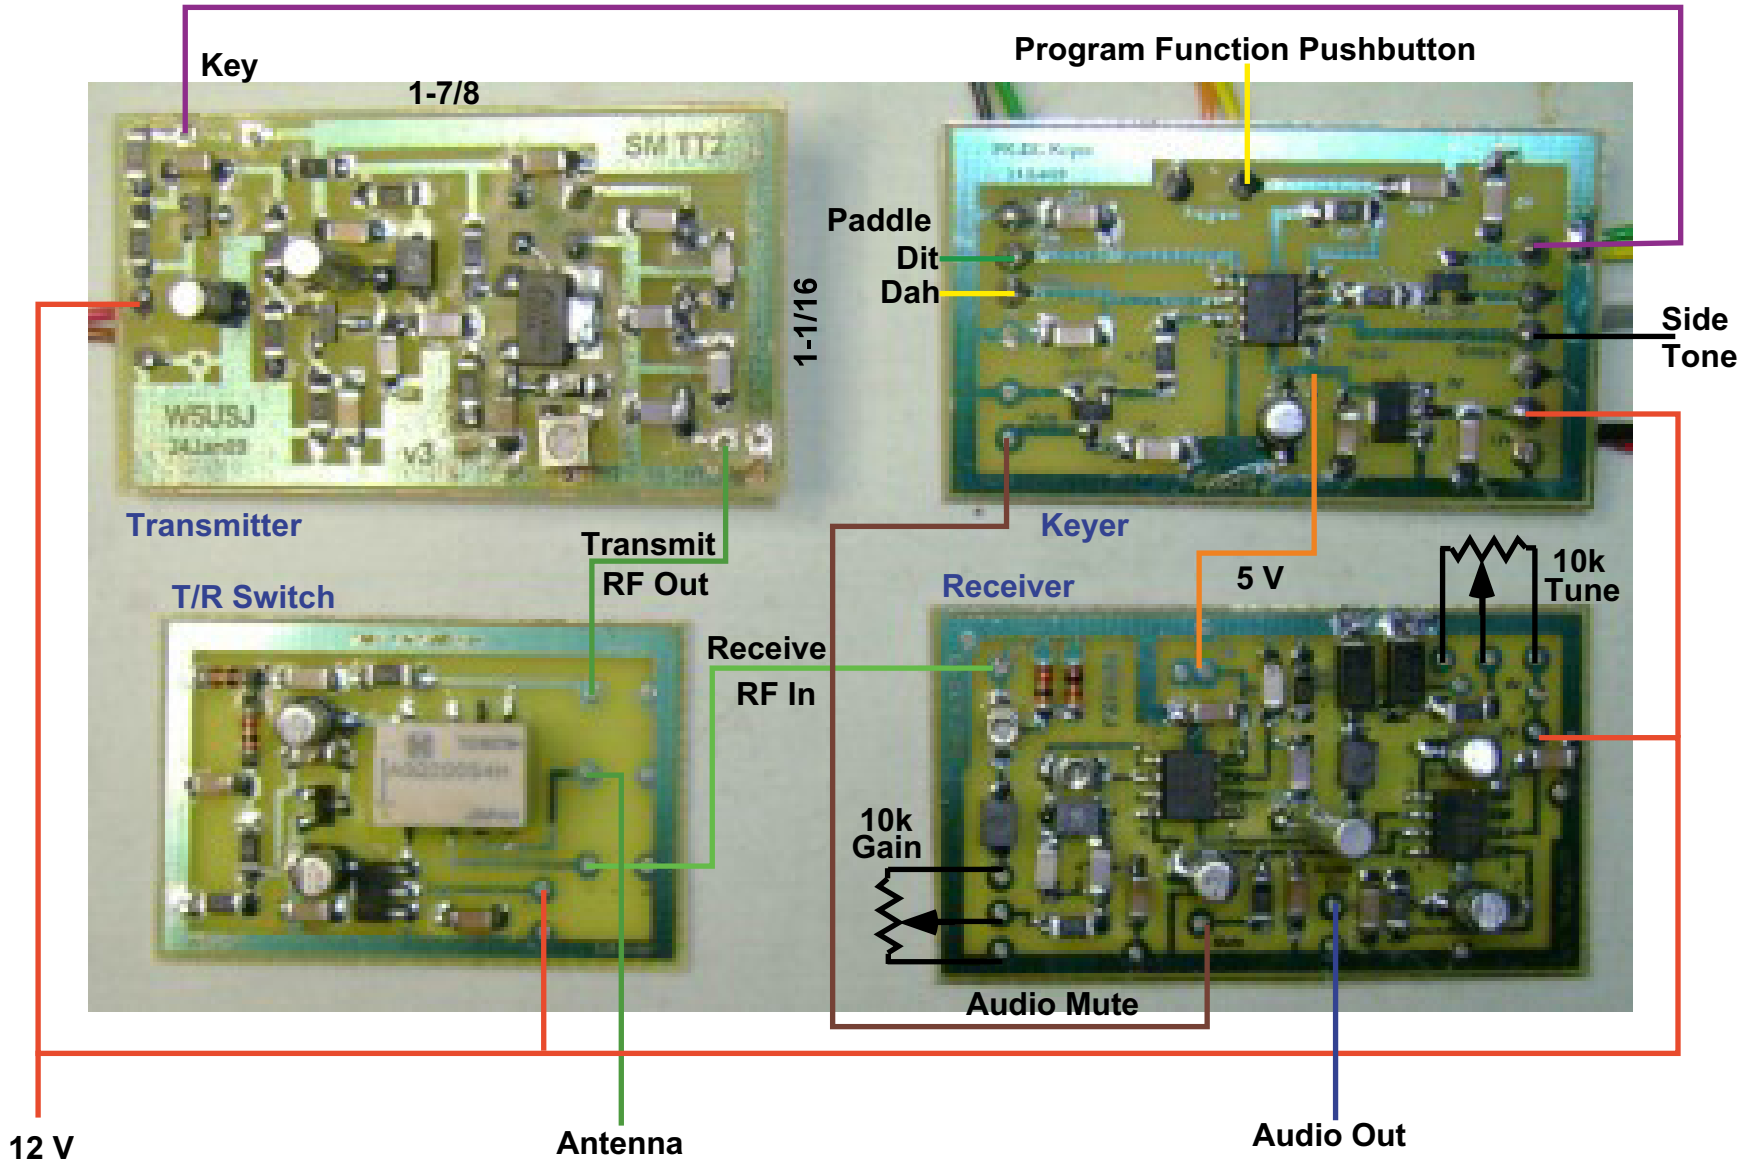 Key
1-7/8
Program Function Pushbutton
SM TT2
Paddle
Dit
Dah
1-1/16
Side
Tone
W5USJ
24Jan09
v3
Transmitter
Keyer
Transmit
RF Out
T/R Switch
Receiver
5 V
10k
Tune
Receive
RF In
10k
Gain
Audio Mute
12 V
Antenna
Audio Out